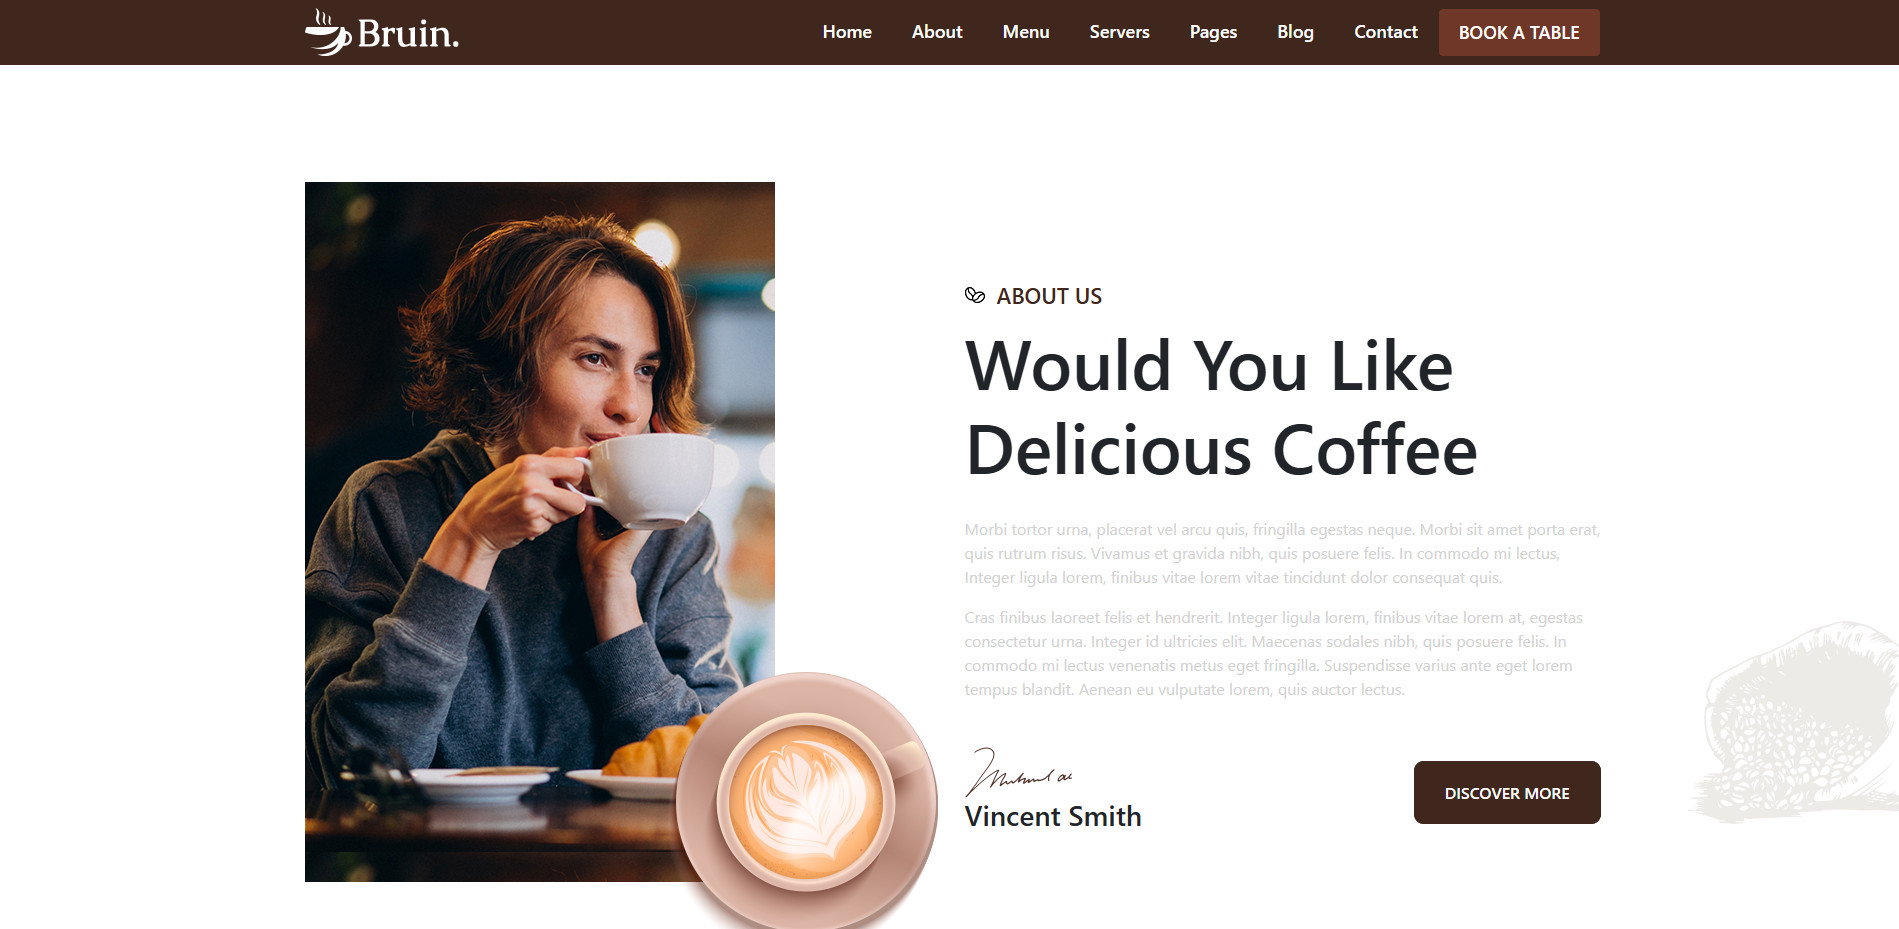 Bruin.
Home About Menu Servers Pages Blog Contact BOOK A TABLE
ABOUT US
Would You Like
Delicious Coffee
Morbi tortor urna, placerat vel arcu quis, fringilla egestas neque. Morbi sit amet porta erat,
quis rutrum risus. Vivamus et gravida nibh, quis posuere felis. In commodo mi lectus,
Integer ligula lorem, finibus vitae lorem vitae tincidunt dolor consequat quis.
Cras finibus laoreet felis et hendrerit. Integer ligula lorem, finibus vitae lorem at, egestas
consectetur urna. Integer id ultricies elit. Maecenas sodales nibh, quis posuere felis. In
commodo mi lectus venenatis metus eget fringilla. Suspendisse varius ante eget lorem
tempus blandit. Aenean eu vulputate lorem, quis auctor lectus.
Vincent Smith
DISCOVER MORE